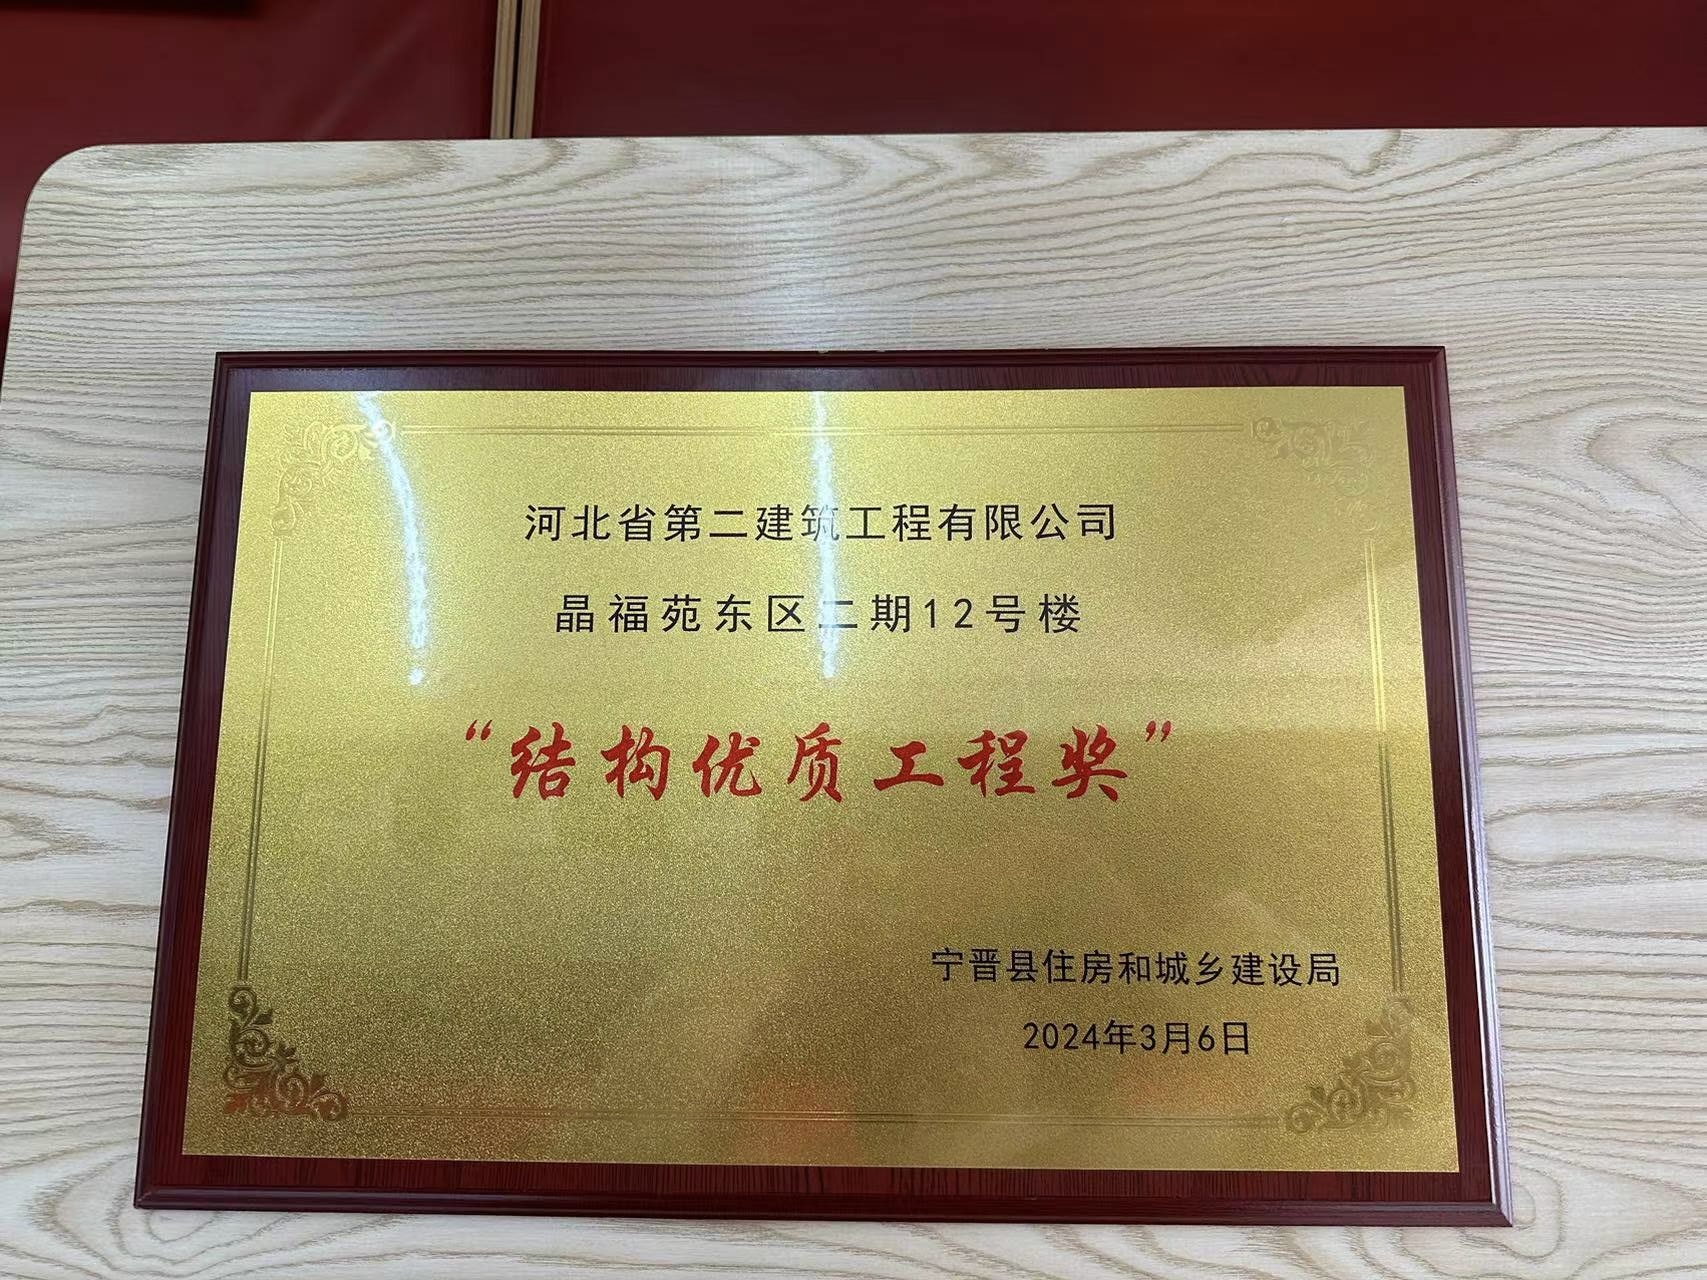 河北省第二建筑工程有限公司
晶福苑东区二期12号楼
“结构优质工程奖”
宁晋县住房和城乡建设局
2024年3月6日